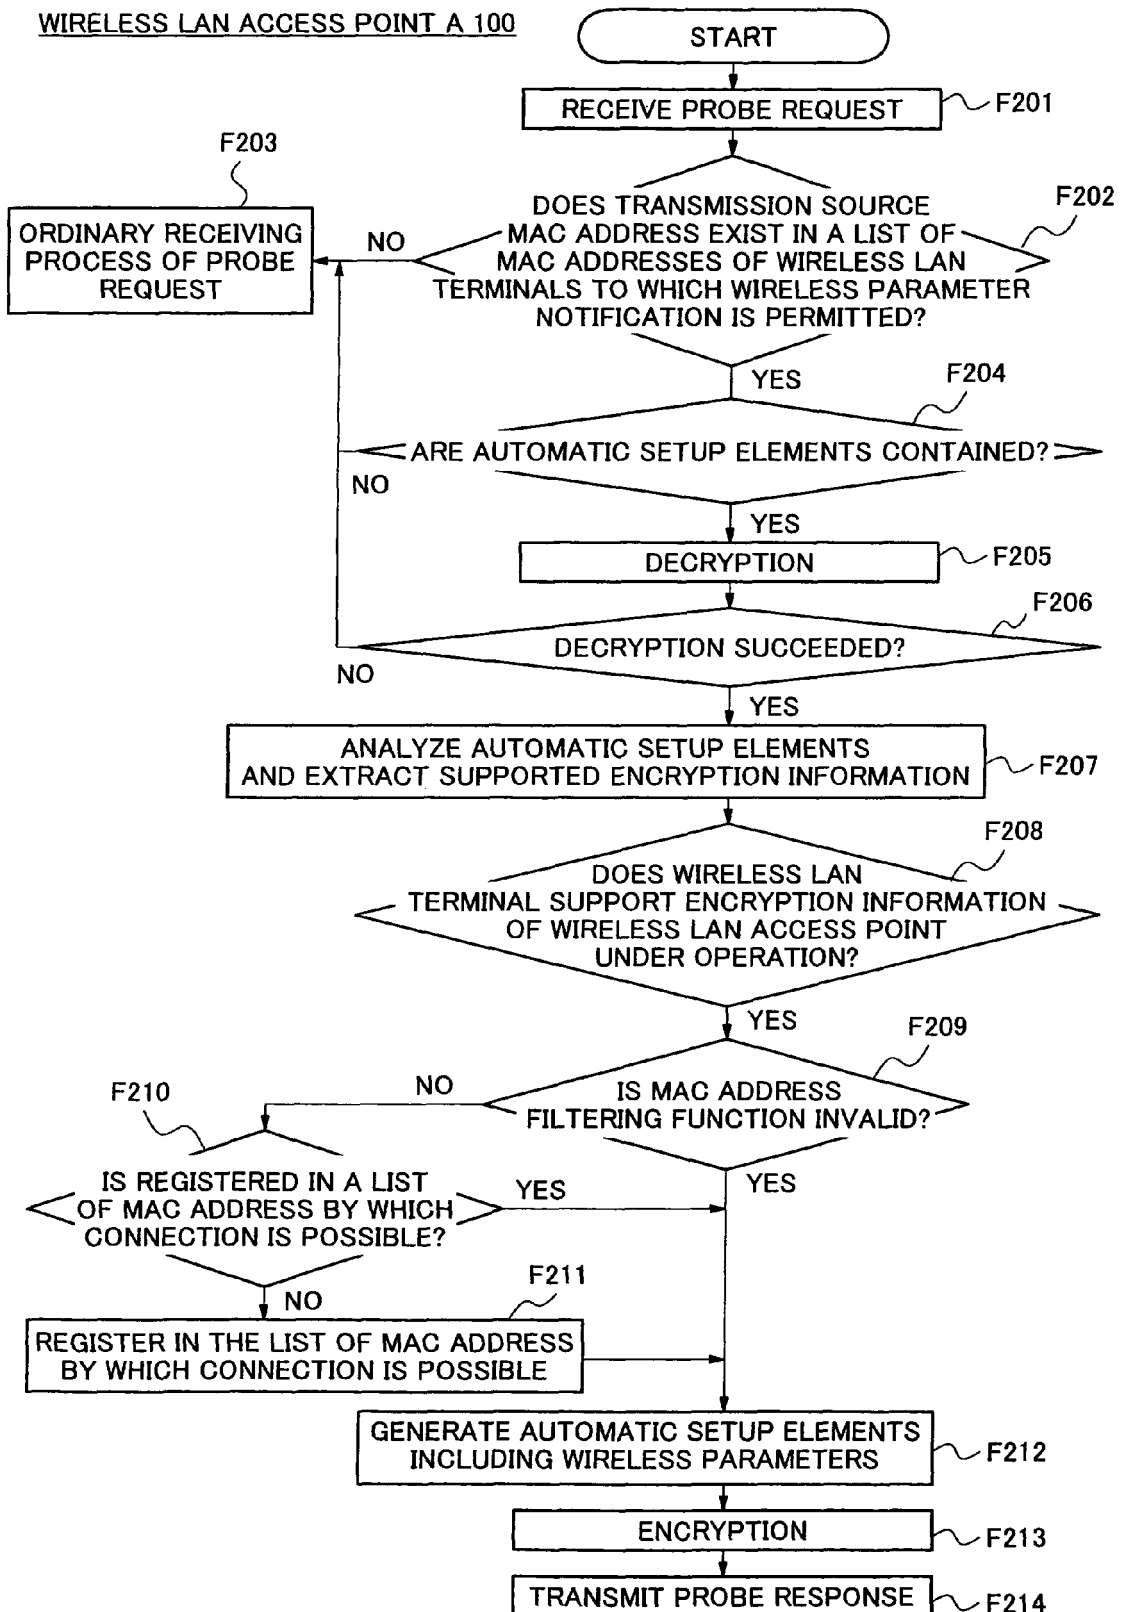 WIRELESS LAN ACCESS POINT A 100
START
RECEIVE PROBE REQUEST
F201
F203
ORDINARY RECEIVING
PROCESS OF PROBE
REQUEST
NO
DOES TRANSMISSION SOURCE
MAC ADDRESS EXIST IN A LIST OF
MAC ADDRESSES OF WIRELESS LAN
TERMINALS TO WHICH WIRELESS PARAMETER
NOTIFICATION IS PERMITTED?
F202
YES
F204
ARE AUTOMATIC SETUP ELEMENTS CONTAINED?
NO
YES
DECRYPTION
F205
F206
DECRYPTION SUCCEEDED?
NO
YES
ANALYZE AUTOMATIC SETUP ELEMENTS
AND EXTRACT SUPPORTED ENCRYPTION INFORMATION
F207
F208
DOES WIRELESS LAN
TERMINAL SUPPORT ENCRYPTION INFORMATION
OF WIRELESS LAN ACCESS POINT
UNDER OPERATION?
YES
F209
NO
IS MAC ADDRESS
FILTERING FUNCTION INVALID?
YES
F210
IS REGISTERED IN A LIST
OF MAC ADDRESS BY WHICH
CONNECTION IS POSSIBLE?
YES
NO
F211
REGISTER IN THE LIST OF MAC ADDRESS
BY WHICH CONNECTION IS POSSIBLE
GENERATE AUTOMATIC SETUP ELEMENTS
INCLUDING WIRELESS PARAMETERS
F212
ENCRYPTION
F213
TRANSMIT PROBE RESPONSE
F214